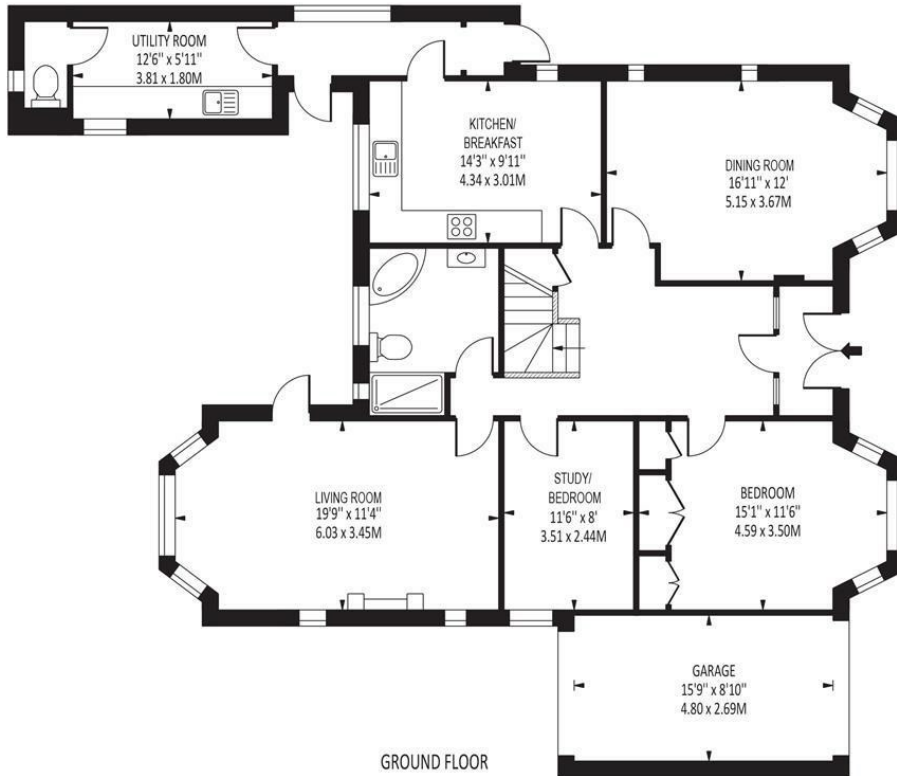 UTILITY ROOM
12'6" x 5'11"
3.81 x 1.80M
KITCHEN/
BREAKFAST
14'3" x 9'11"
4.34 x 3.01M
DINING ROOM
16'11" x 12'
5.15 x 3.67M
LIVING ROOM
19'9" x 11'4"
6.03 x 3.45M
STUDY/
BEDROOM
11'6" x 8'
3.51 x 2.44M
BEDROOM
15'1" x 11'6"
4.59 x 3.50M
GARAGE
15'9" x 8'10"
4.80 x 2.69M
GROUND FLOOR